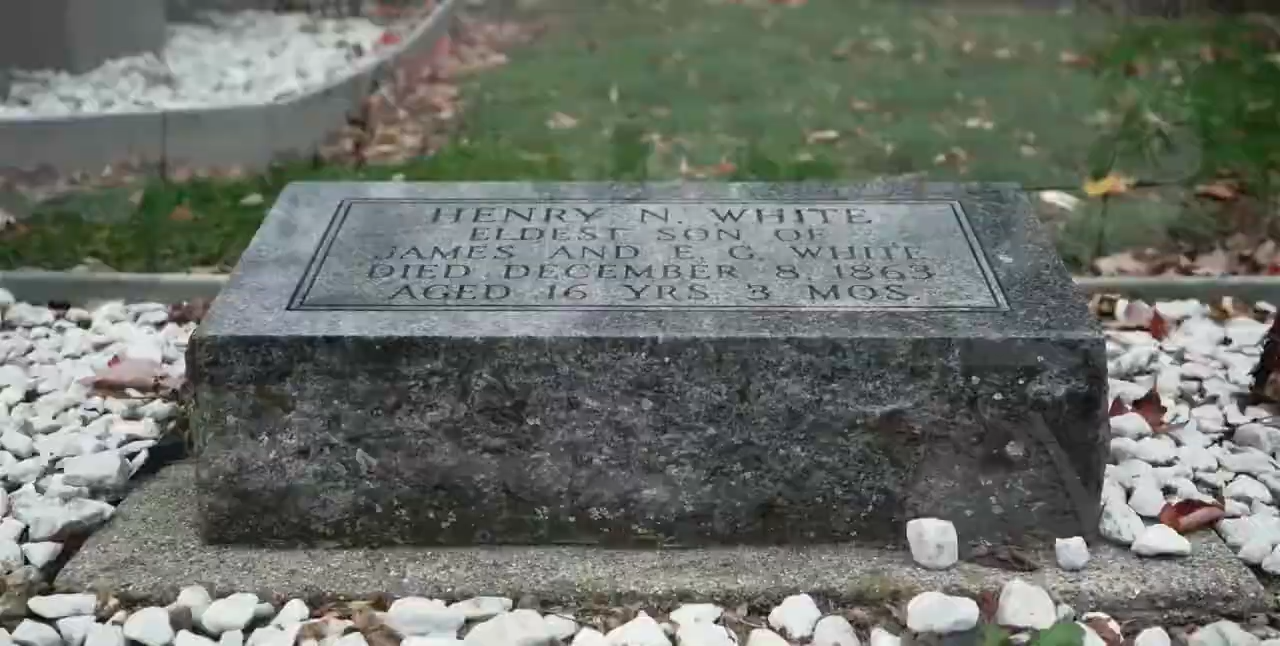 HENRY N. WHITE
ELDEST SON OF
JAMES AND E. G. WHITE
DIED DECEMBER 8, 1863
AGED 16 YRS 3 MOS.